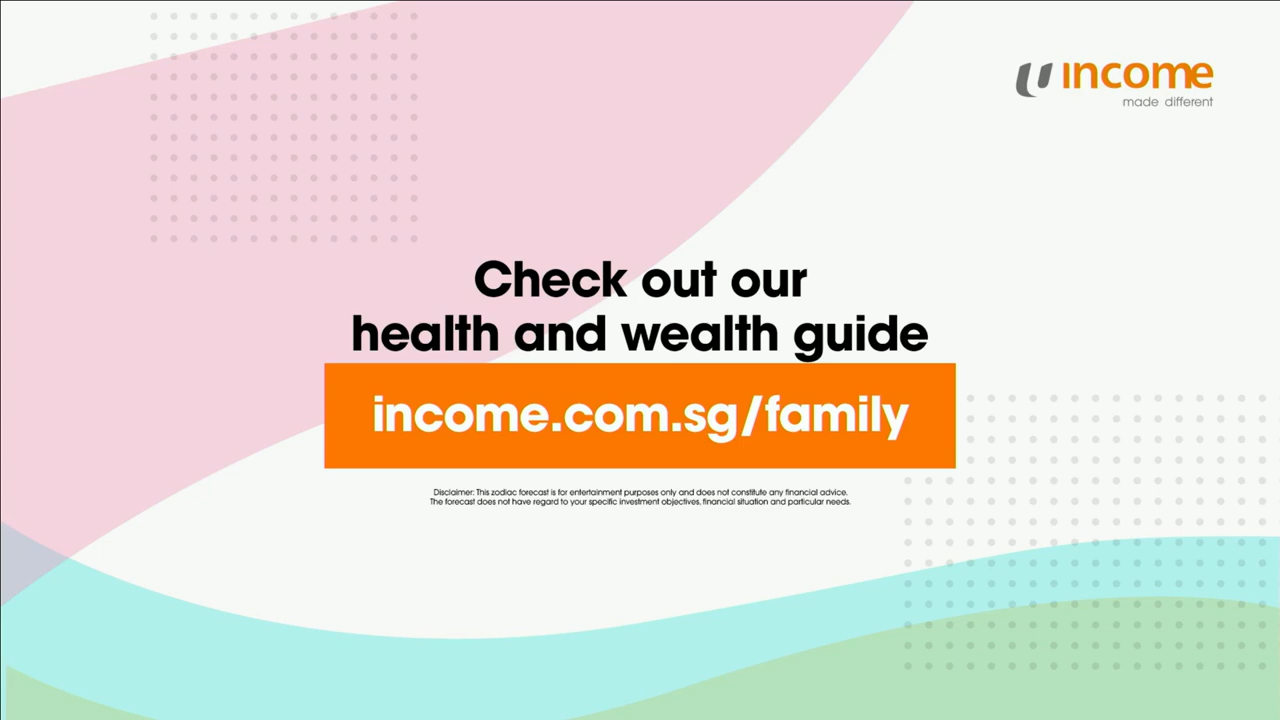 income
made different
Check out our
health and wealth guide
income.com.sg/family
Disclaimer: This zodiac forecast is for entertainment purposes only and does not constitute any financial advice.
The forecast does not have regard to your specific investment objectives, financial situation and particular needs.